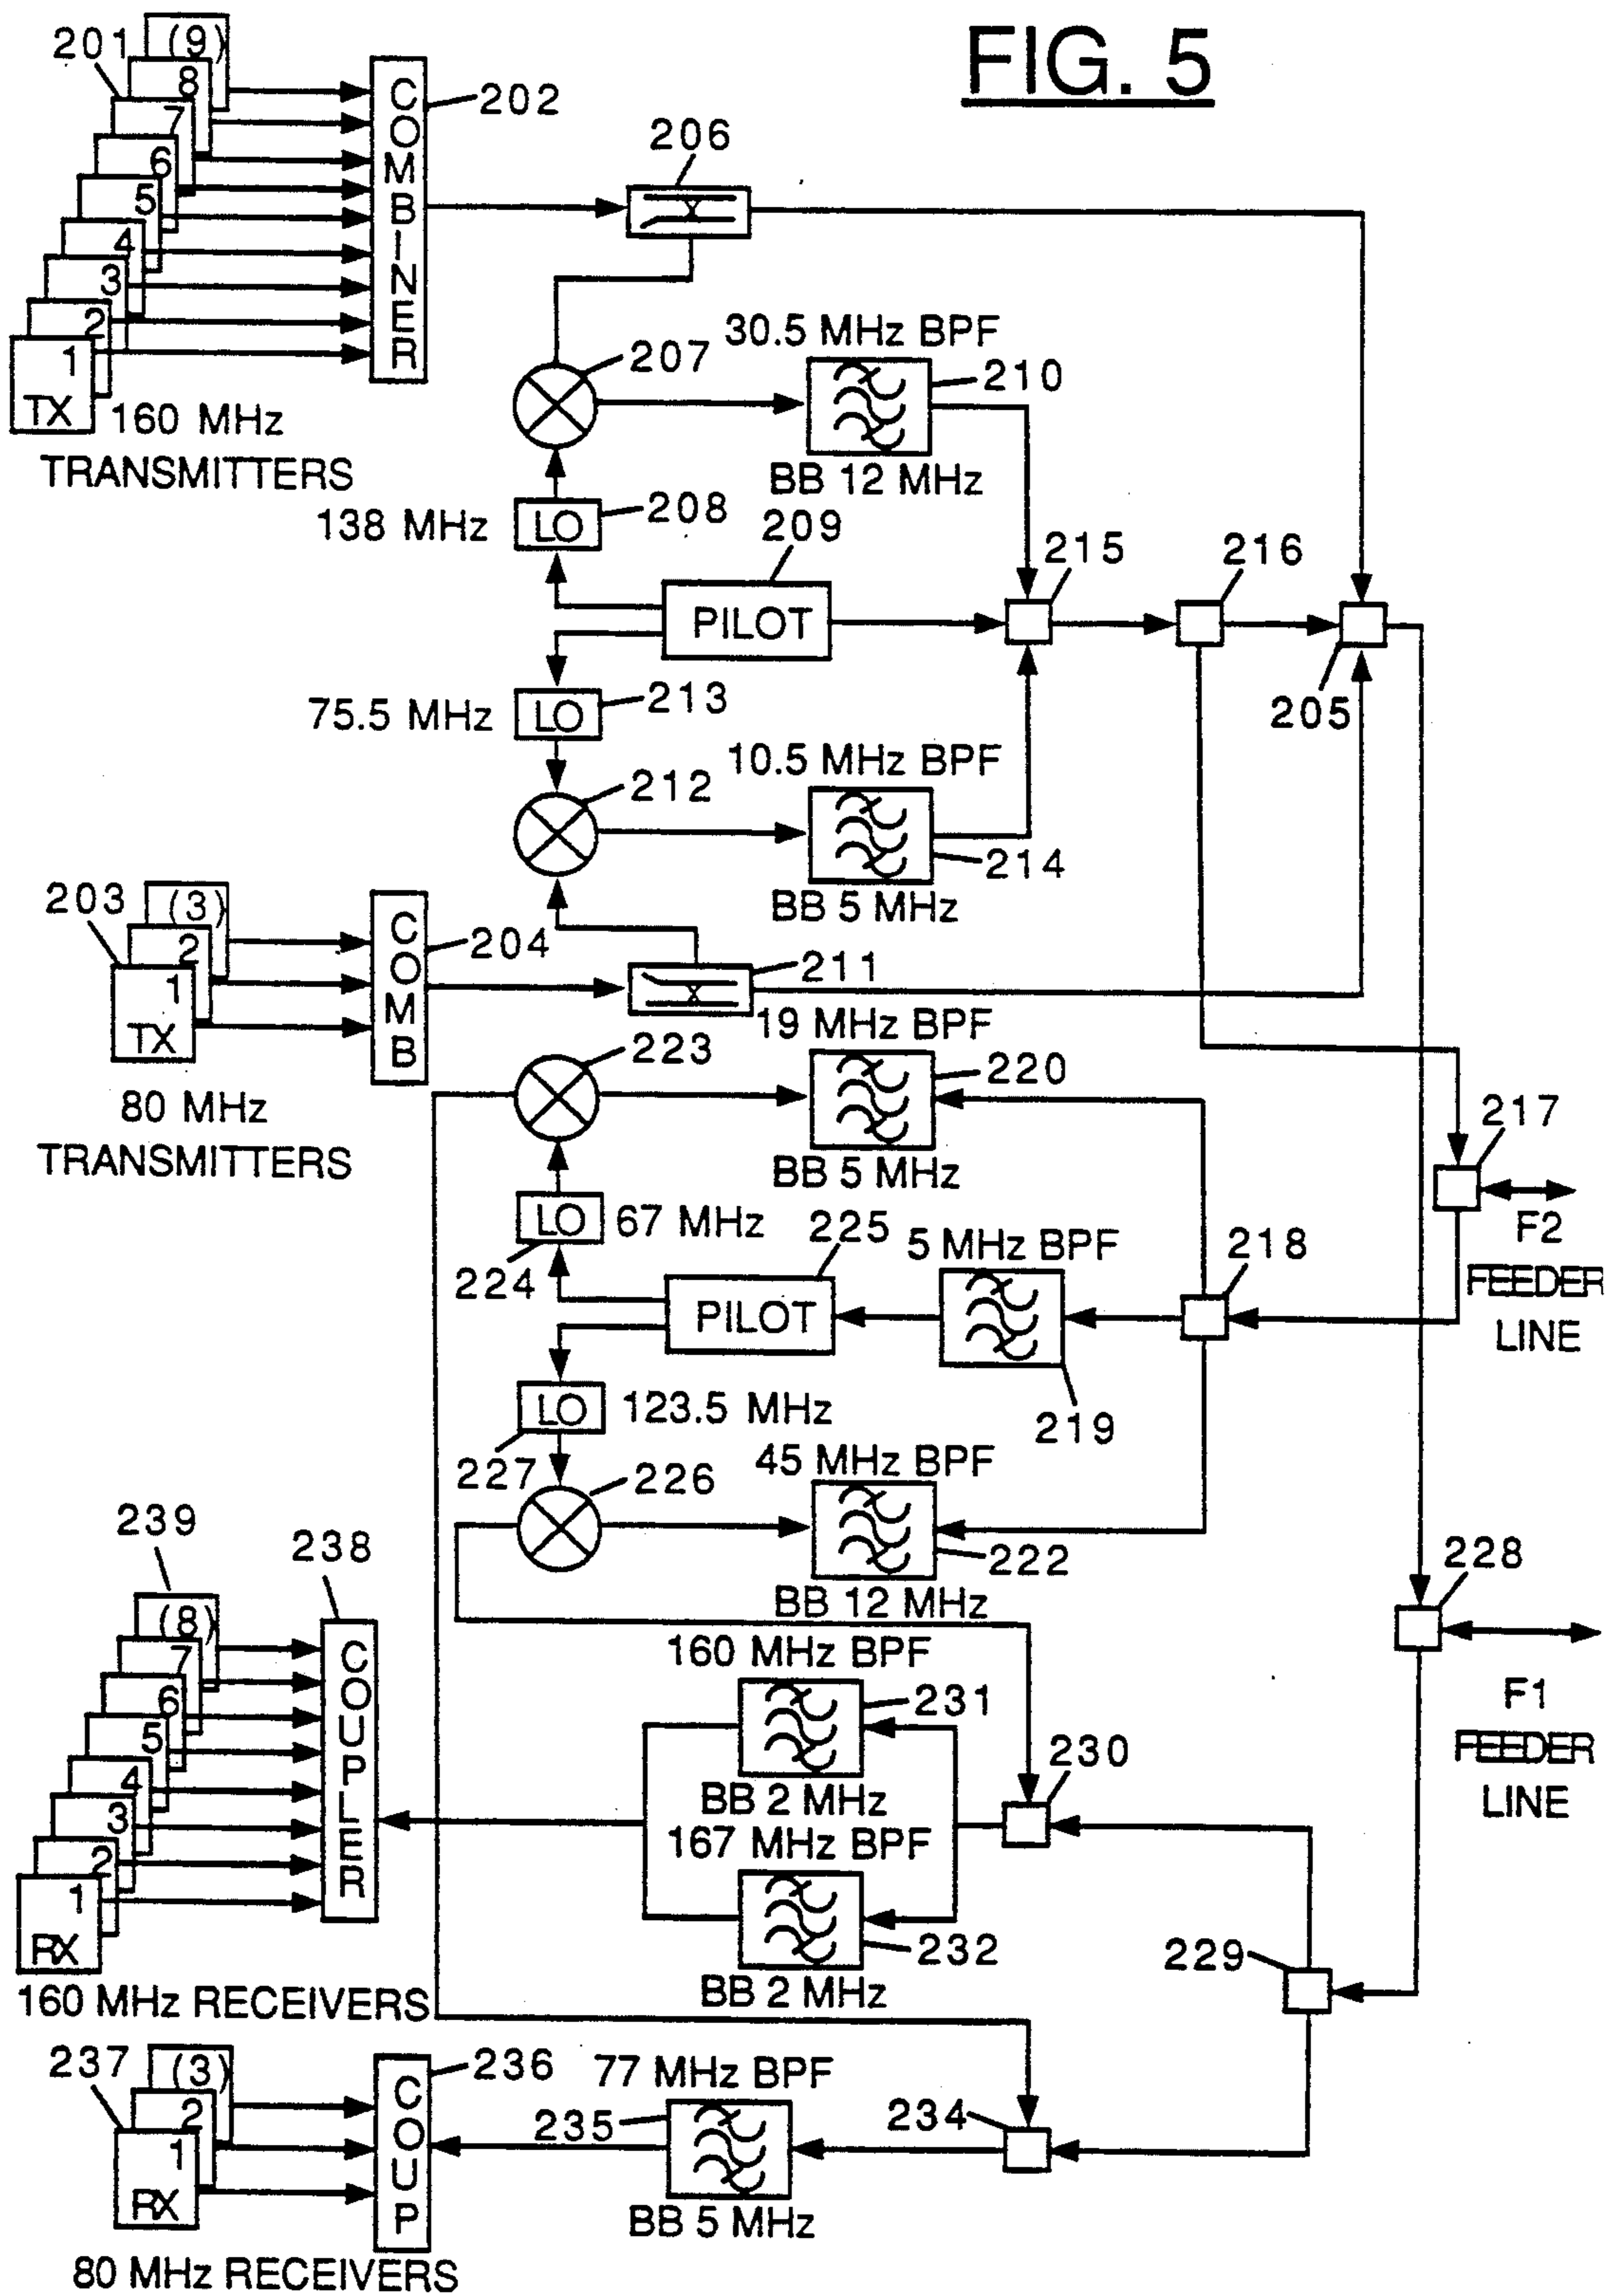 FIG. 5
201
(9)
8
7
6
5
4
3
2
1
TX
160 MHz
TRANSMITTERS
COMBINER
202
206
207
30.5 MHz BPF
210
BB 12 MHz
138 MHz
LO
208
209
PILOT
215
216
205
75.5 MHz
LO
213
10.5 MHz BPF
212
214
BB 5 MHz
203
(3)
2
1
TX
80 MHz
TRANSMITTERS
COMB
204
211
19 MHz BPF
223
220
BB 5 MHz
217
F2
FEEDER
LINE
LO
67 MHz
224
225
PILOT
5 MHz BPF
218
219
LO
123.5 MHz
227
226
45 MHz BPF
222
BB 12 MHz
228
F1
FEEDER
LINE
239
(8)
7
6
5
4
3
2
1
RX
160 MHz RECEIVERS
238
COUPLER
160 MHz BPF
231
BB 2 MHz
230
167 MHz BPF
232
BB 2 MHz
229
237
(3)
2
1
RX
80 MHz RECEIVERS
COUP
236
77 MHz BPF
235
BB 5 MHz
234